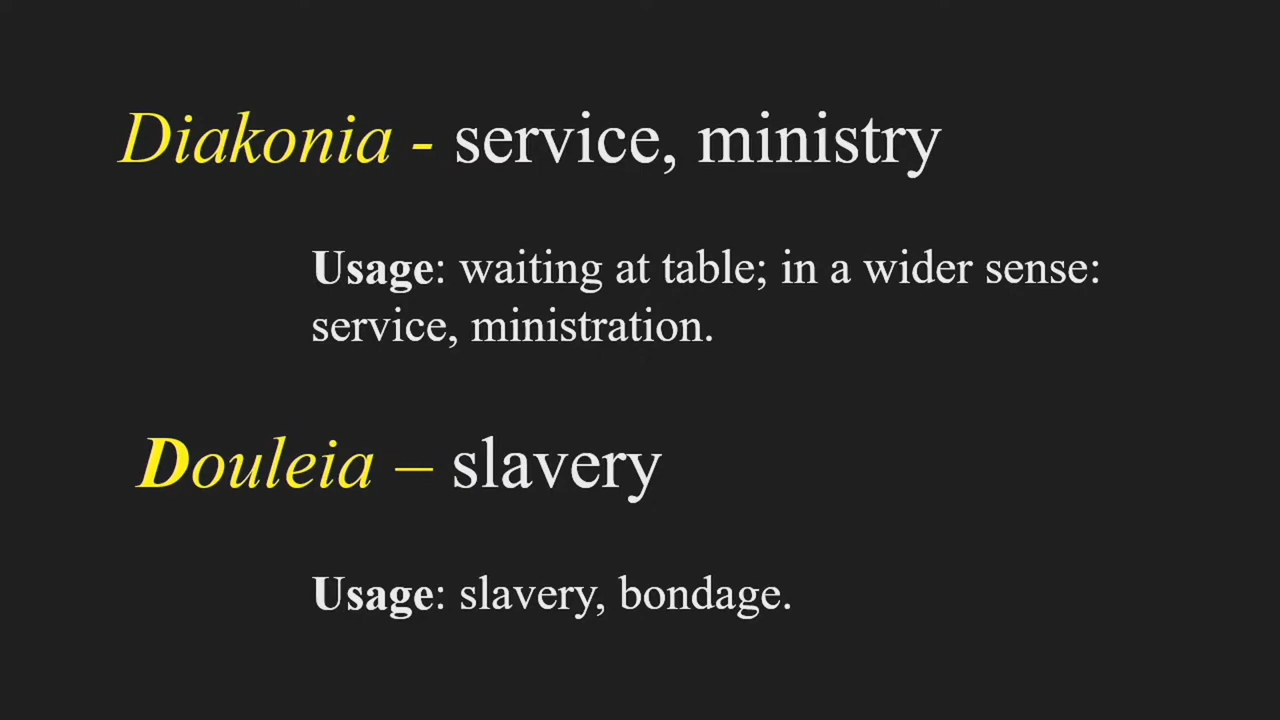 Diakonia - service, ministry
Usage: waiting at table; in a wider sense:
service, ministration.
Douleia – slavery
Usage: slavery, bondage.